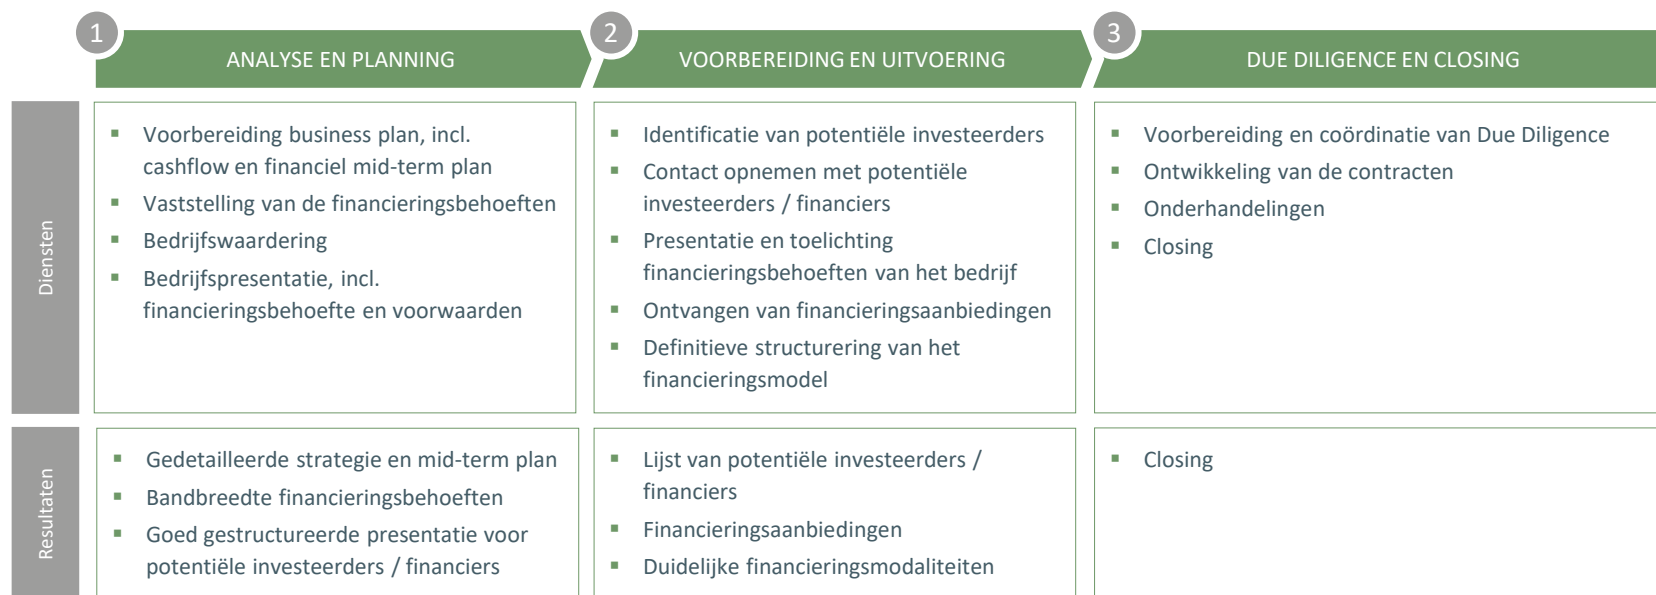 1
ANALYSE EN PLANNING
2
VOORBEREIDING EN UITVOERING
3
DUE DILIGENCE EN CLOSING
Diensten
▪ Voorbereiding business plan, incl.
cashflow en financiel mid-term plan
▪ Vaststelling van de financieringsbehoeften
▪ Bedrijfswaardering
▪ Bedrijfspresentatie, incl.
financieringsbehoefte en voorwaarden
▪ Identificatie van potentiële investeerders
▪ Contact opnemen met potentiële
investeerders / financiers
▪ Presentatie en toelichting
financieringsbehoeften van het bedrijf
▪ Ontvangen van financieringsaanbiedingen
▪ Definitieve structurering van het
financieringsmodel
▪ Voorbereiding en coördinatie van Due Diligence
▪ Ontwikkeling van de contracten
▪ Onderhandelingen
▪ Closing
Resultaten
▪ Gedetailleerde strategie en mid-term plan
▪ Bandbreedte financieringsbehoeften
▪ Goed gestructureerde presentatie voor
potentiële investeerders / financiers
▪ Lijst van potentiële investeerders /
financiers
▪ Financieringsaanbiedingen
▪ Duidelijke financieringsmodaliteiten
▪ Closing